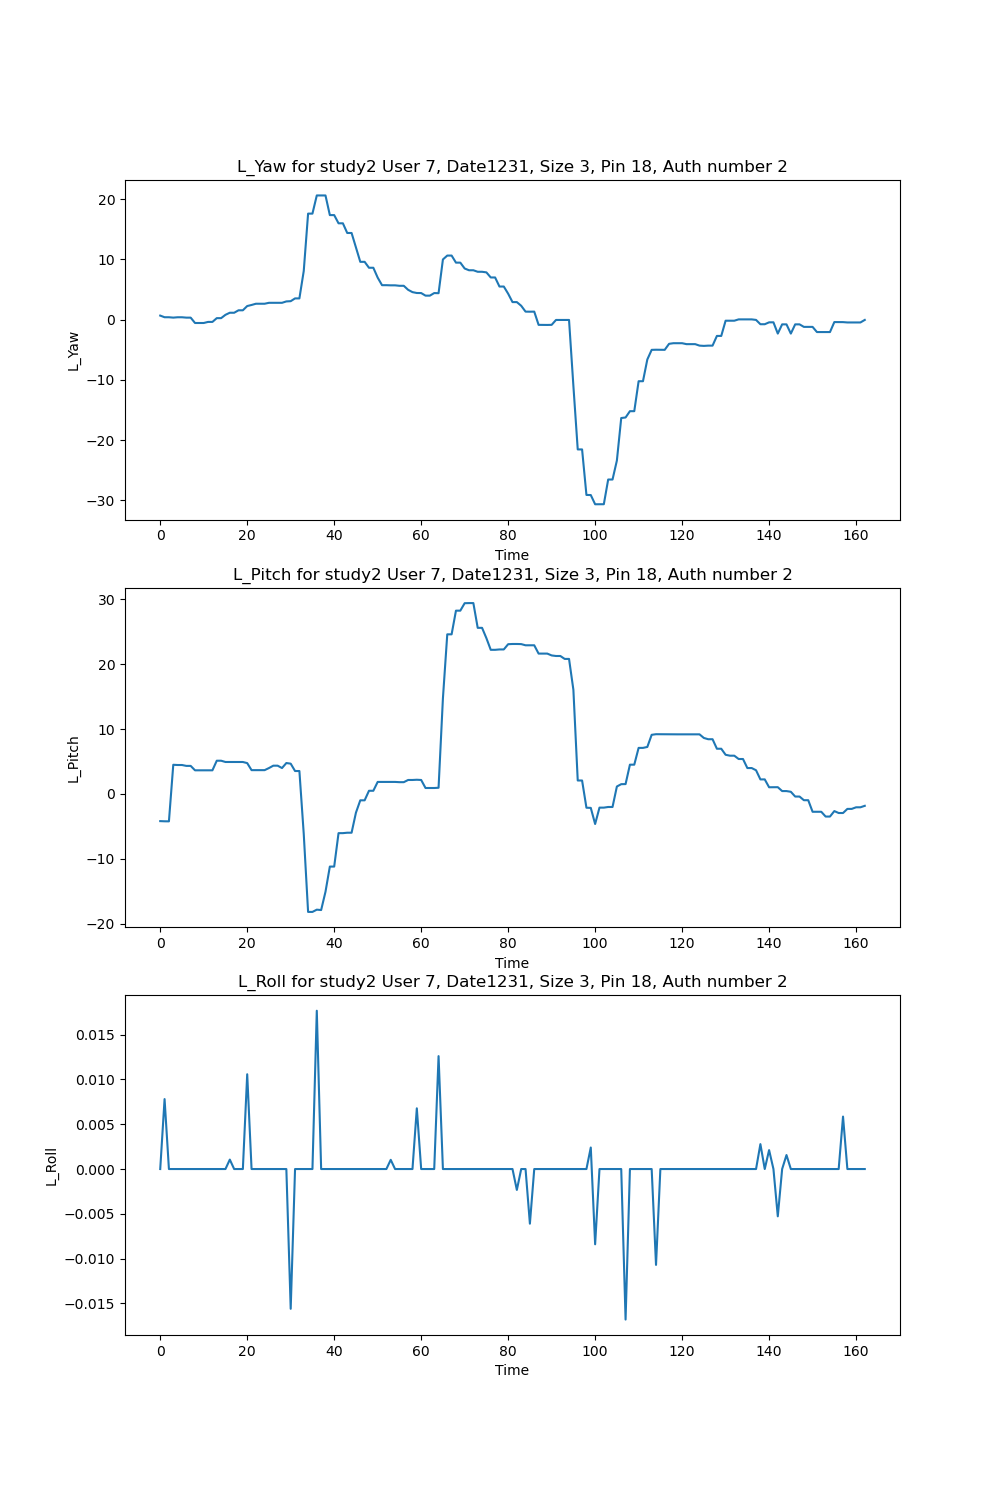 L_Yaw for study2 User 7, Date1231, Size 3, Pin 18, Auth number 2
20
10
0
−10
−20
−30
L_Yaw
0 20 40 60 80 100 120 140 160
Time
L_Pitch for study2 User 7, Date1231, Size 3, Pin 18, Auth number 2
30
20
10
0
−10
−20
L_Pitch
0 20 40 60 80 100 120 140 160
Time
L_Roll for study2 User 7, Date1231, Size 3, Pin 18, Auth number 2
0.015
0.010
0.005
0.000
−0.005
−0.010
−0.015
L_Roll
0 20 40 60 80 100 120 140 160
Time